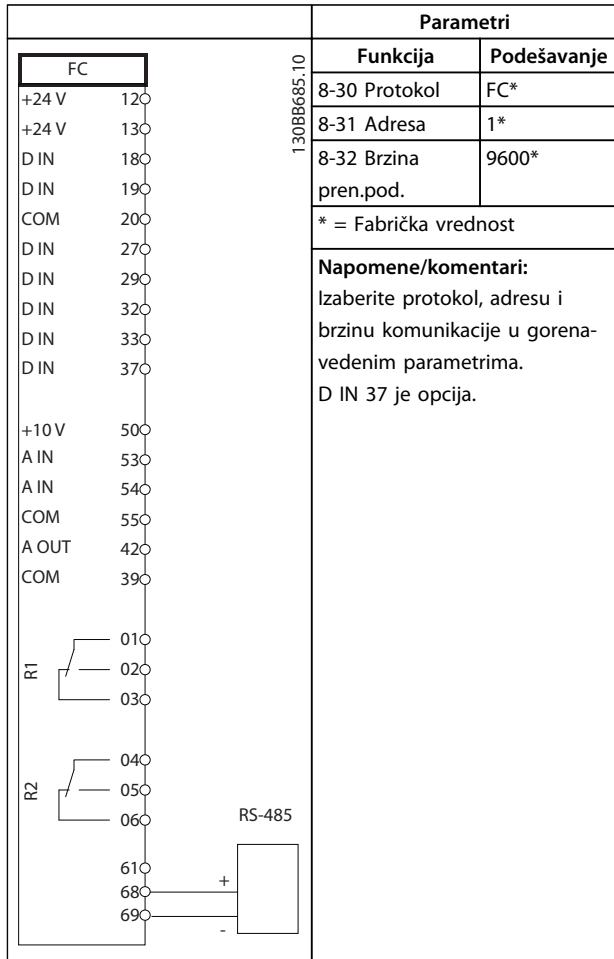 FC
+24 V 12
+24 V 13
D IN 18
D IN 19
COM 20
D IN 27
D IN 29
D IN 32
D IN 33
D IN 37
+10 V 50
A IN 53
A IN 54
COM 55
A OUT 42
COM 39
R1
01
02
03
R2
04
05
06
RS-485
61
68
+
69
-
130BB685.10
Parametri
Funkcija Podešavanje
8-30 Protokol FC*
8-31 Adresa 1*
8-32 Brzina 9600*
pren.pod.
* = Fabrička vrednost
Napomene/komentari:
Izaberite protokol, adresu i
brzinu komunikacije u gorena-
vedenim parametrima.
D IN 37 je opcija.